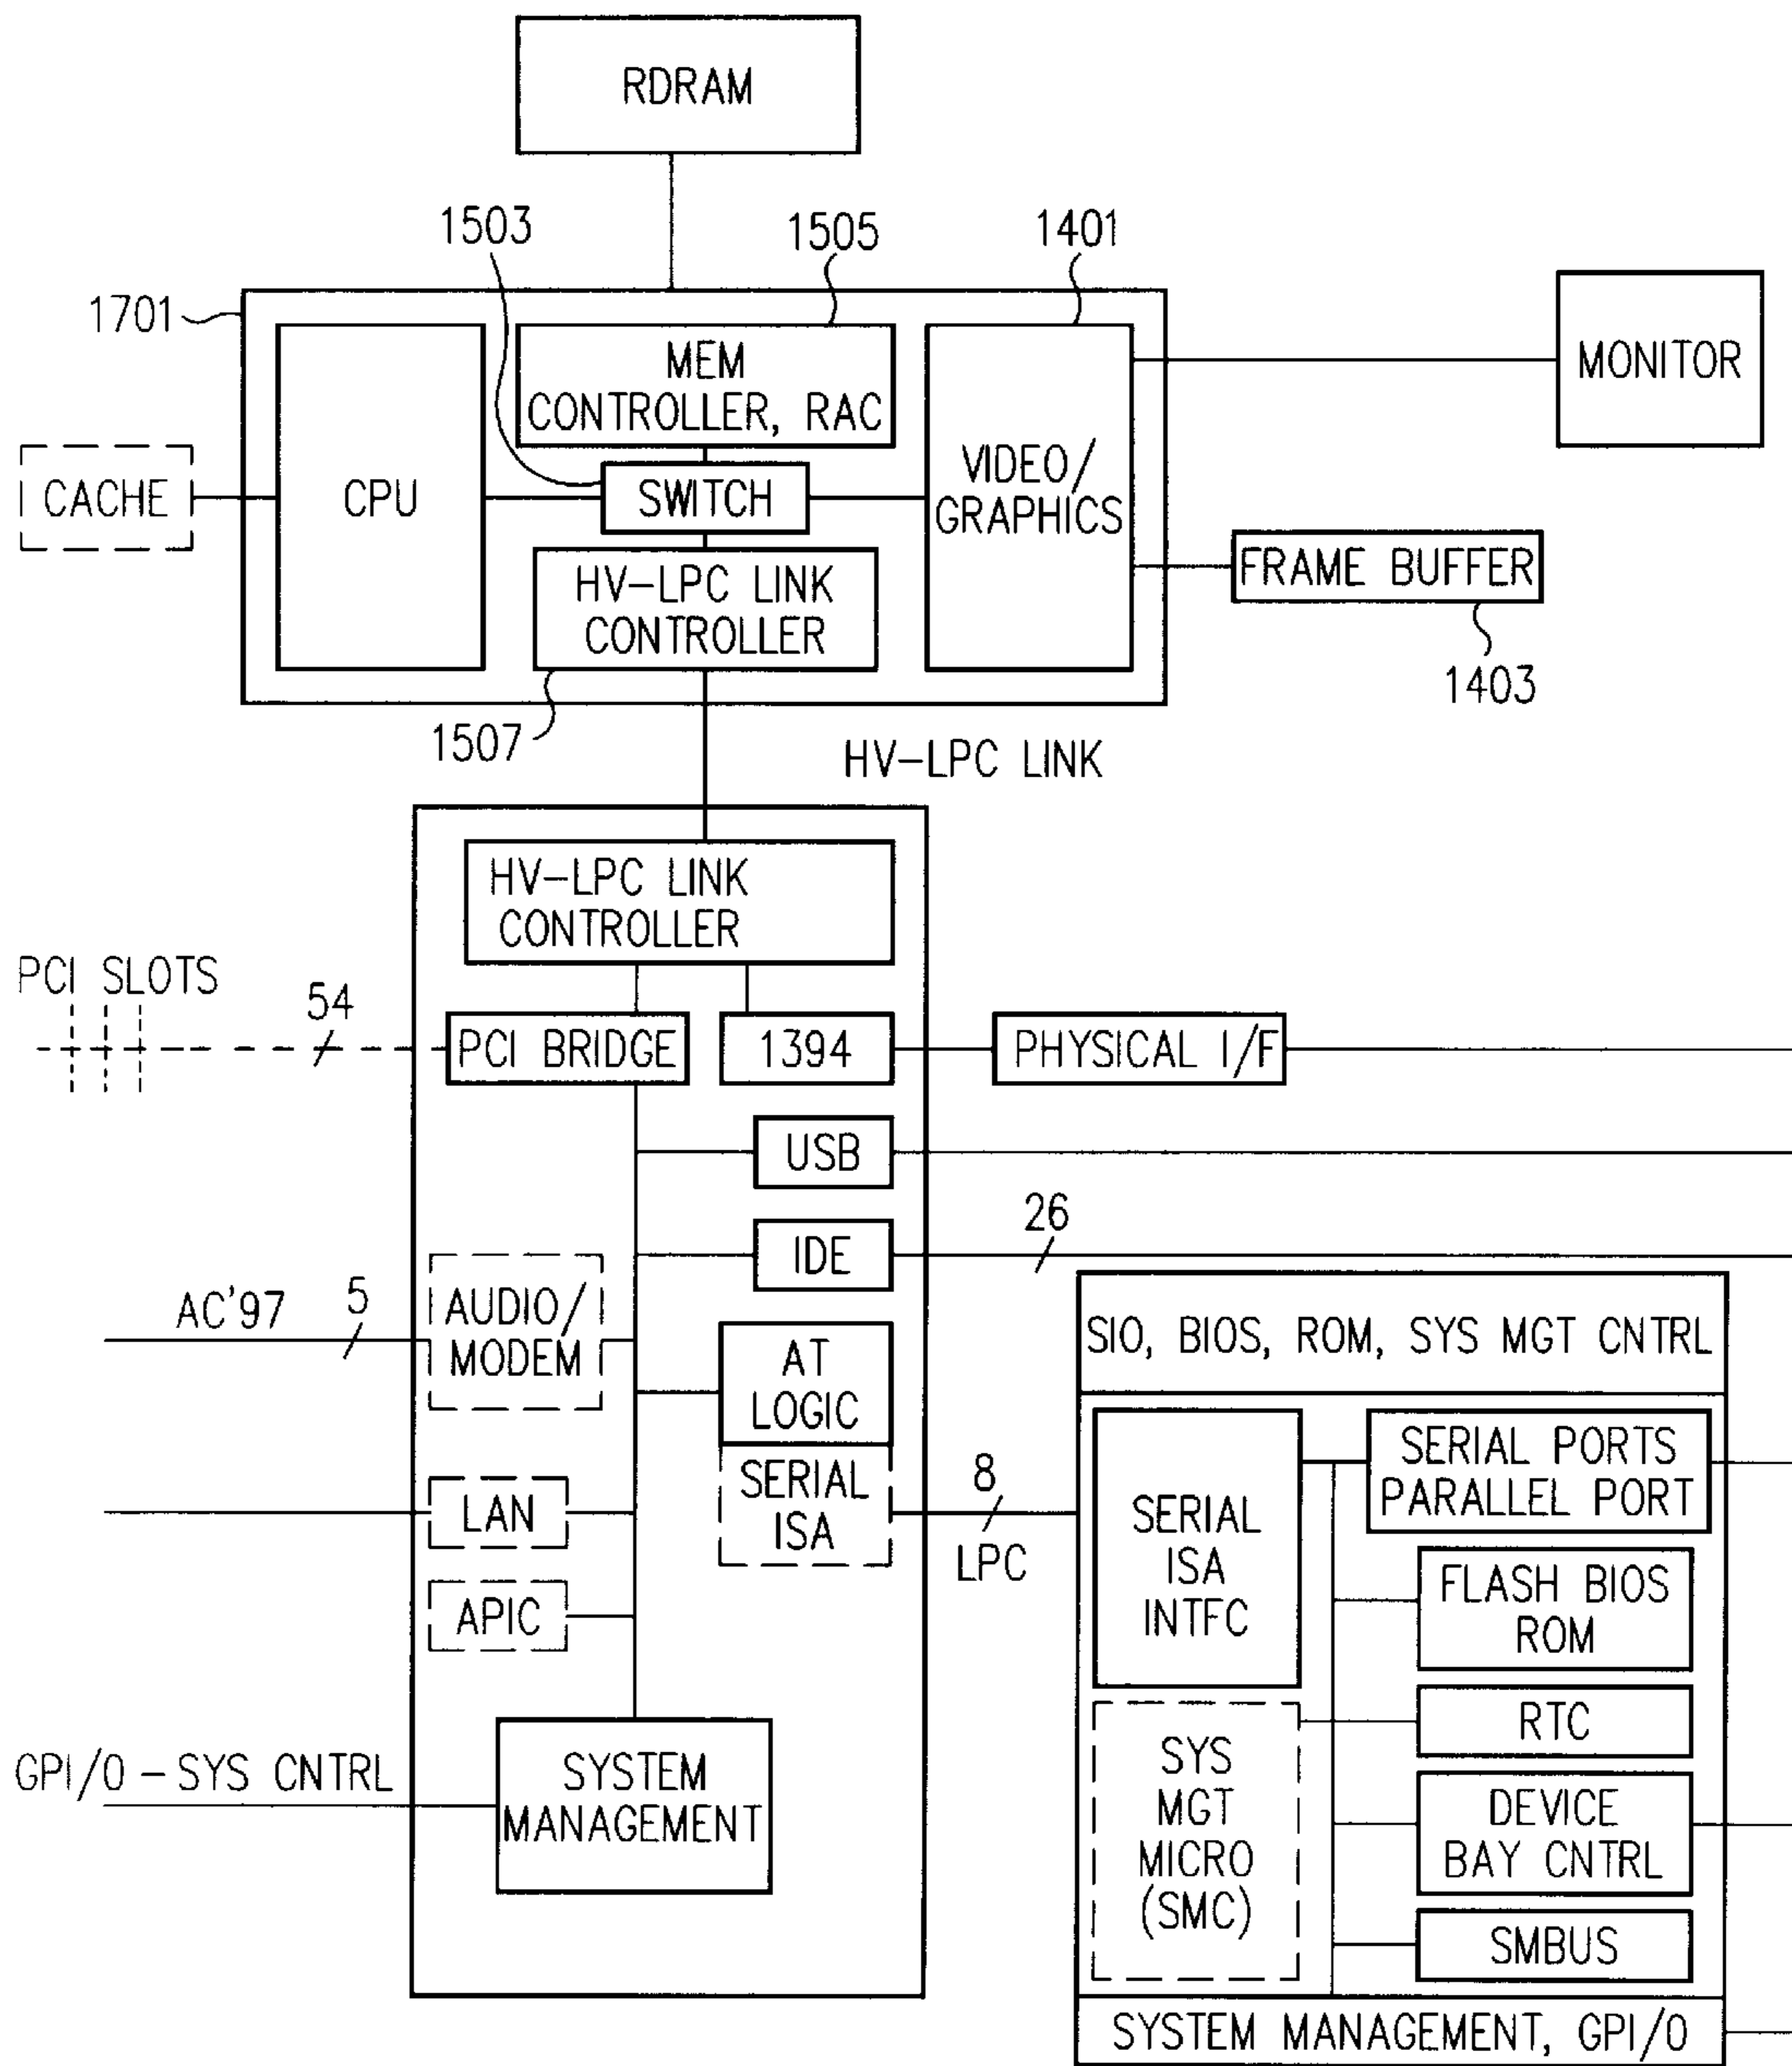 RDRAM
1503
1505
1401
1701
MEM
CONTROLLER, RAC
MONITOR
CACHE
CPU
SWITCH
VIDEO/
GRAPHICS
HV-LPC LINK
CONTROLLER
FRAME BUFFER
1403
1507
HV-LPC LINK
HV-LPC LINK
CONTROLLER
PCI SLOTS
54
PCI BRIDGE
1394
PHYSICAL I/F
USB
26
IDE
AC'97
5
AUDIO/
MODEM
AT
LOGIC
SERIAL
ISA
8
LPC
LAN
APIC
GPI/O - SYS CNTRL
SYSTEM
MANAGEMENT
SIO, BIOS, ROM, SYS MGT CNTRL
SERIAL
ISA
INTFC
SERIAL PORTS
PARALLEL PORT
FLASH BIOS
ROM
RTC
SYS
MGT
MICRO
(SMC)
DEVICE
BAY CNTRL
SMBUS
SYSTEM MANAGEMENT, GPI/O